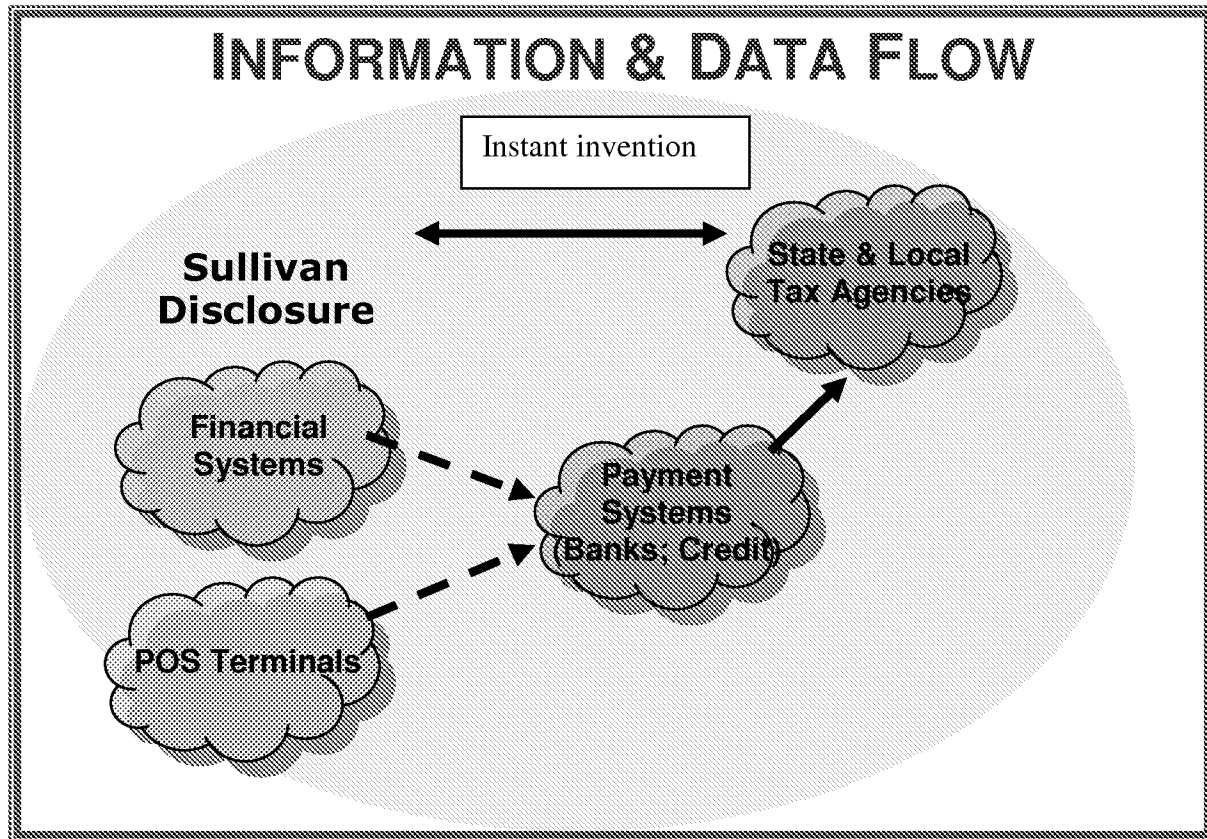 INFORMATION & DATA FLOW
Instant invention
Sullivan
Disclosure
State & Local
Tax Agencies
Financial
Systems
Payment
Systems
(Banks; Credit)
POS Terminals